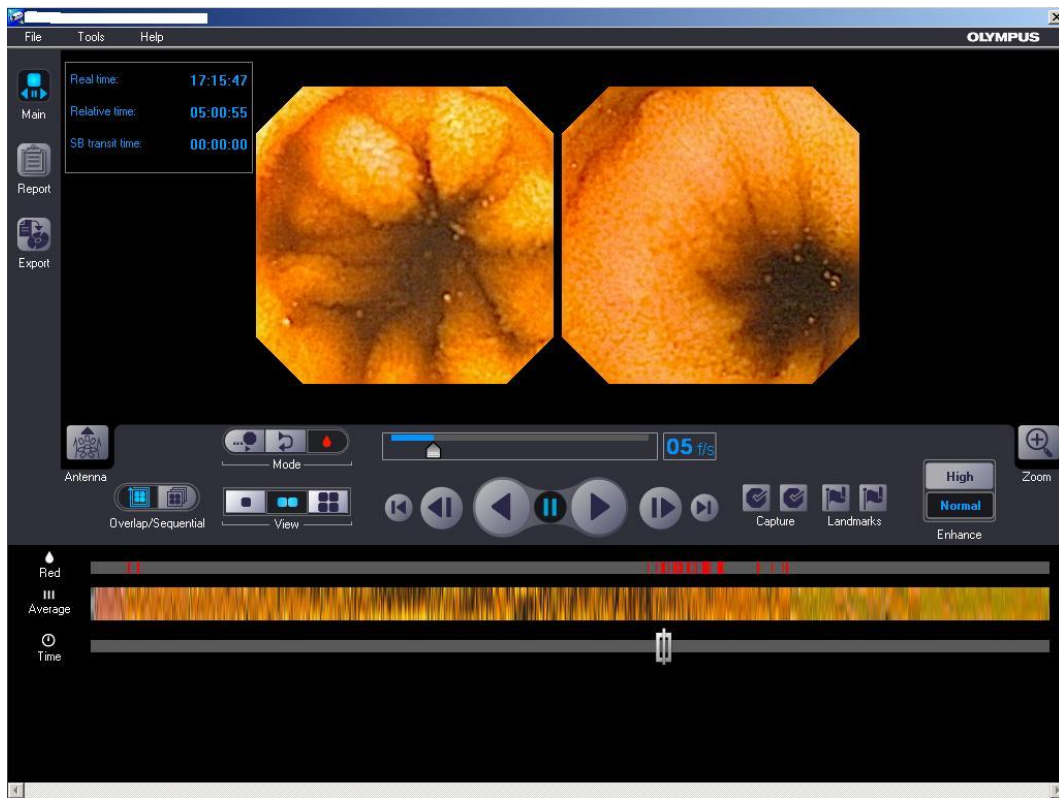 File Tools Help OLYMPUS
Main
Report
Export
Real time: 17:15:47
Relative time: 05:00:55
SB transit time: 00:00:00
Antenna
Mode
05 f/s
Zoom
Overlap/Sequential
View
Capture
Landmarks
High
Normal
Enhance
Red
Average
Time